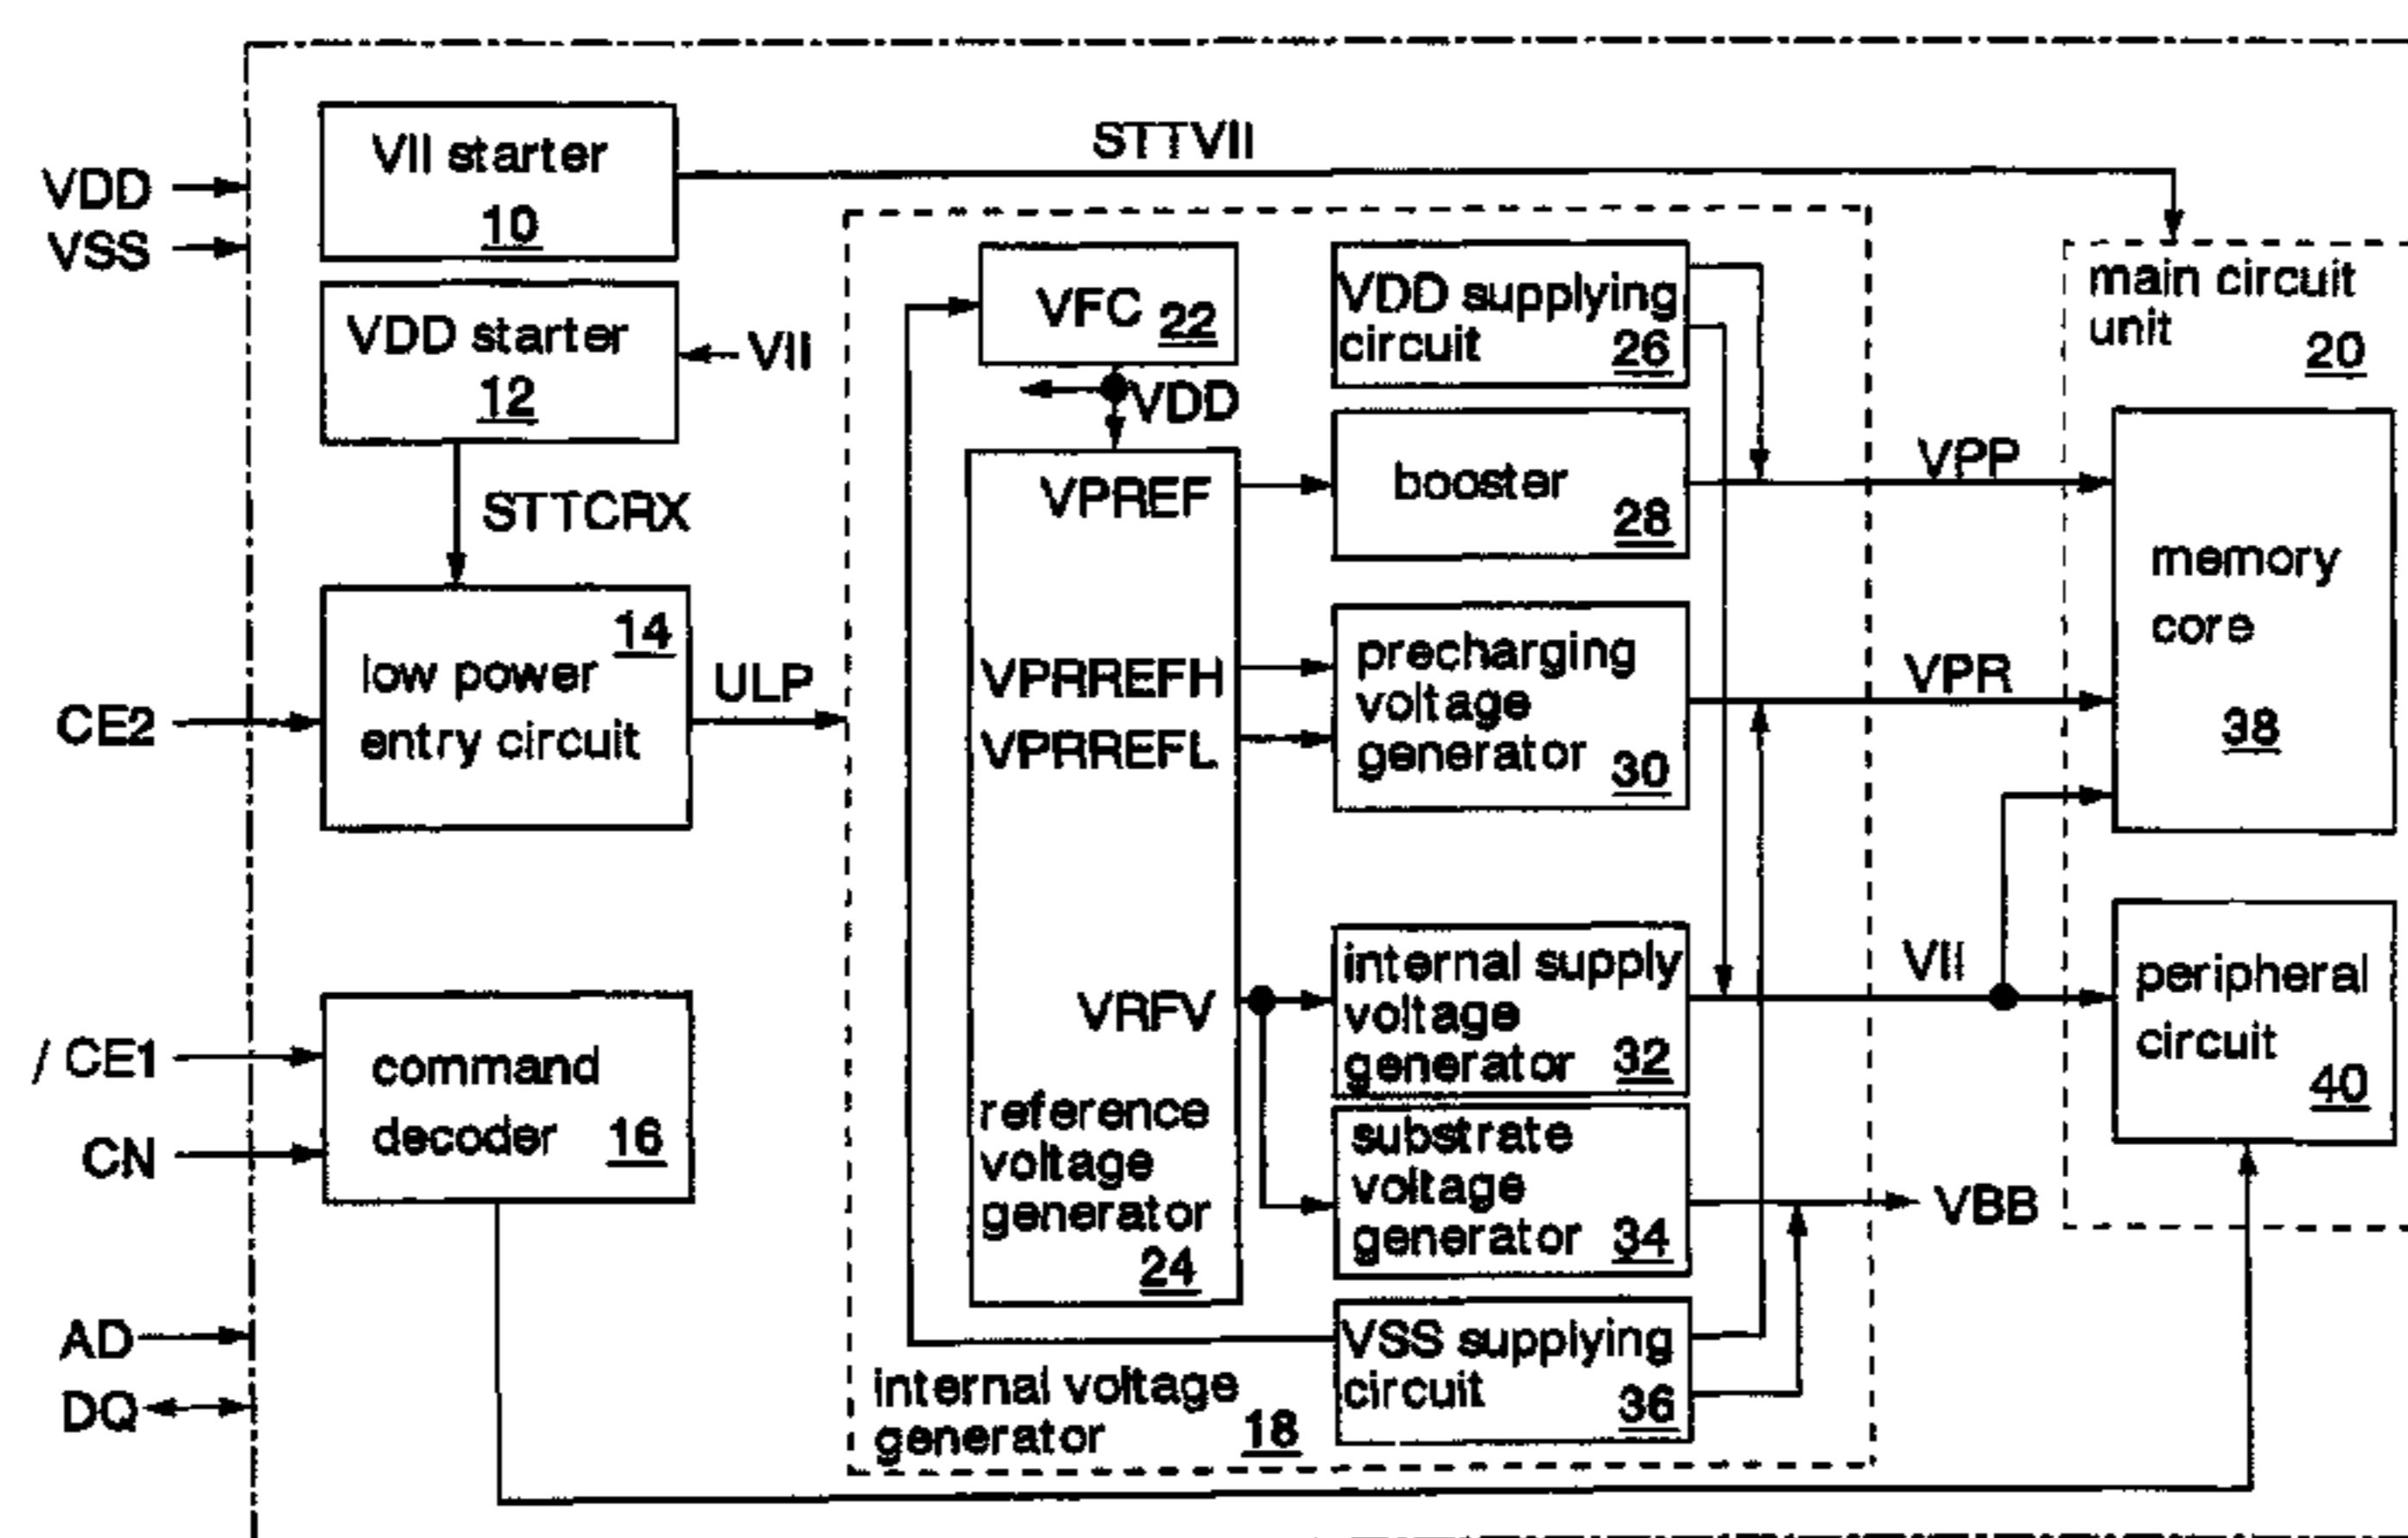 VII starter
10
STTVII
VDD
VSS
VDD starter
12
VII
STTCRX
CE2
14
low power
entry circuit
ULP
/ CE1
CN
command
decoder 16
AD
DQ
VFC 22
VDD
VPREF
VPRREFH
VPRREFL
VRFV
reference
voltage
generator
24
VDD supplying
circuit 26
booster
28
precharging
voltage
generator 30
internal supply
voltage
generator 32
substrate
voltage
generator 34
VSS supplying
circuit 36
internal voltage
generator 18
VPP
VPR
VII
VBB
main circuit
unit 20
memory
core
38
peripheral
circuit
40